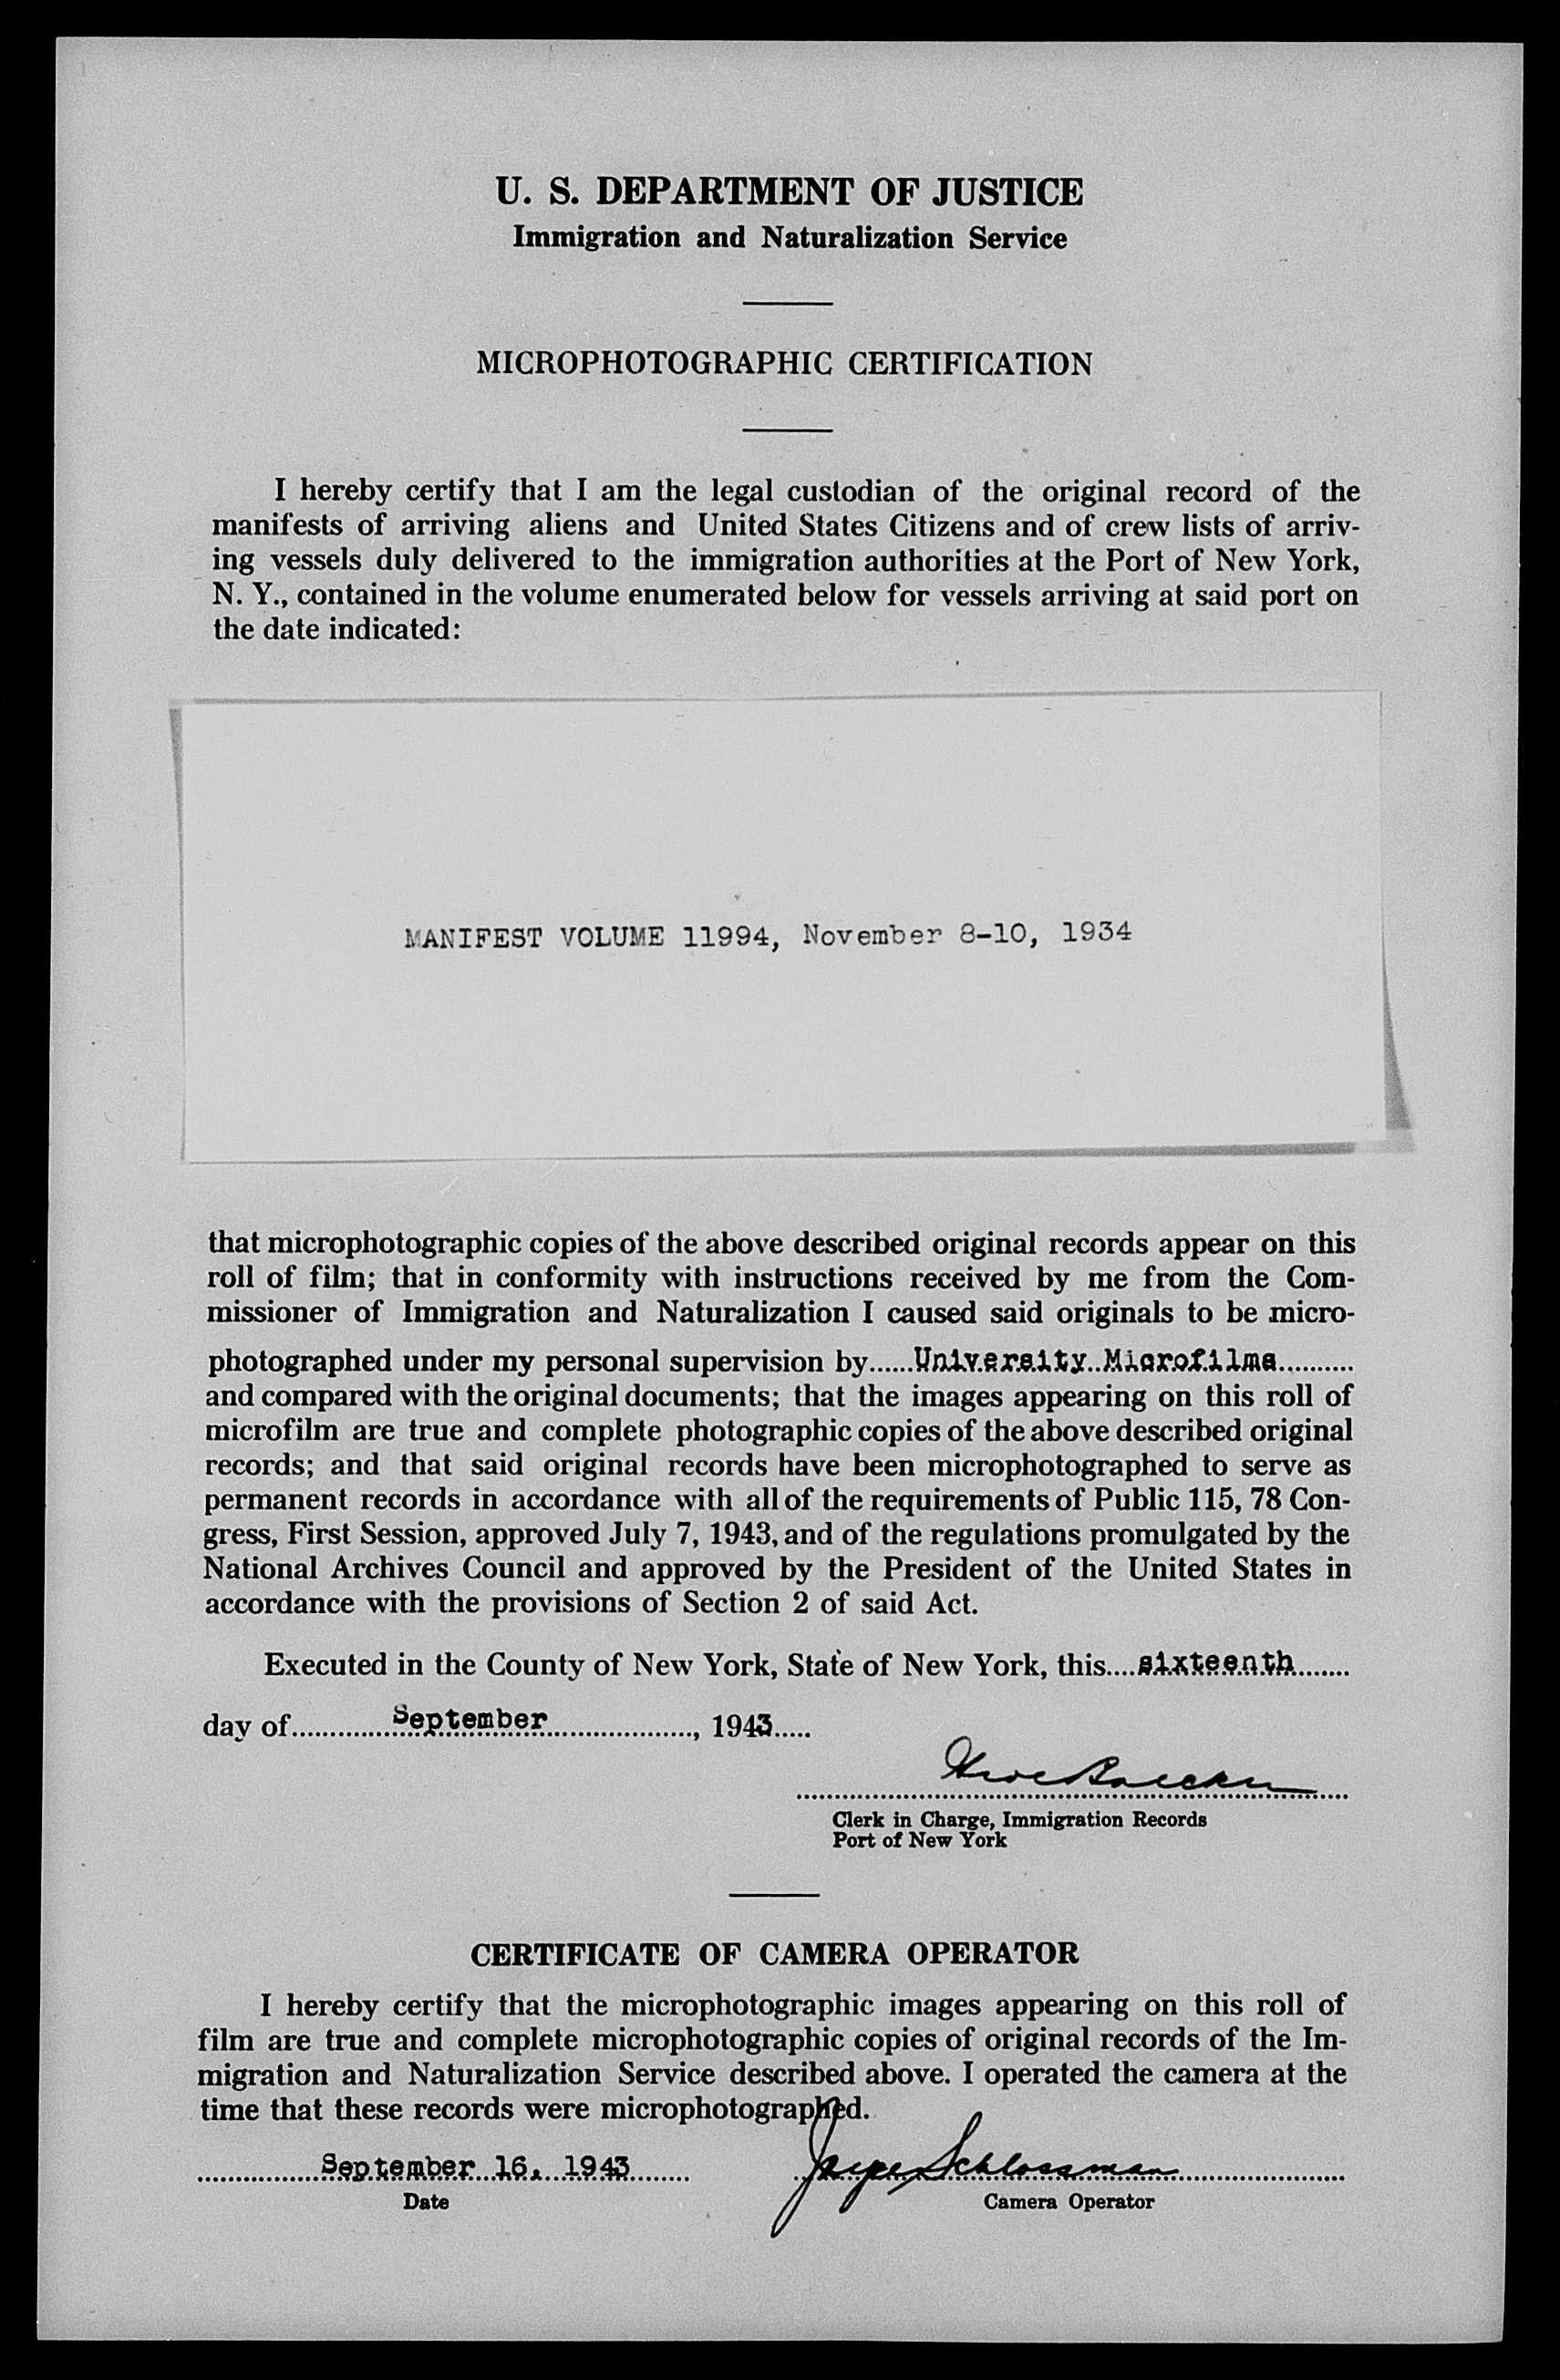 U. S. DEPARTMENT OF JUSTICE
Immigration and Naturalization Service
MICROPHOTOGRAPHIC CERTIFICATION
I hereby certify that I am the legal custodian of the original record of the
manifests of arriving aliens and United States Citizens and of crew lists of arriv-
ing vessels duly delivered to the immigration authorities at the Port of New York,
N. Y., contained in the volume enumerated below for vessels arriving at said port on
the date indicated:
MANIFEST VOLUME 11994, November 8-10, 1934
that microphotographic copies of the above described original records appear on this
roll of film; that in conformity with instructions received by me from the Com-
missioner of Immigration and Naturalization I caused said originals to be micro-
photographed under my personal supervision by......University Microfilms..........
and compared with the original documents; that the images appearing on this roll of
microfilm are true and complete photographic copies of the above described original
records; and that said original records have been microphotographed to serve as
permanent records in accordance with all of the requirements of Public 115, 78 Con-
gress, First Session, approved July 7, 1943, and of the regulations promulgated by the
National Archives Council and approved by the President of the United States in
accordance with the provisions of Section 2 of said Act.
Executed in the County of New York, State of New York, this....sixteenth.......
day of..............September..................., 1943.....
Clerk in Charge, Immigration Records
Port of New York
CERTIFICATE OF CAMERA OPERATOR
I hereby certify that the microphotographic images appearing on this roll of
film are true and complete microphotographic copies of original records of the Im-
migration and Naturalization Service described above. I operated the camera at the
time that these records were microphotographed.
September 16, 1943 Schlossman
Date Camera Operator